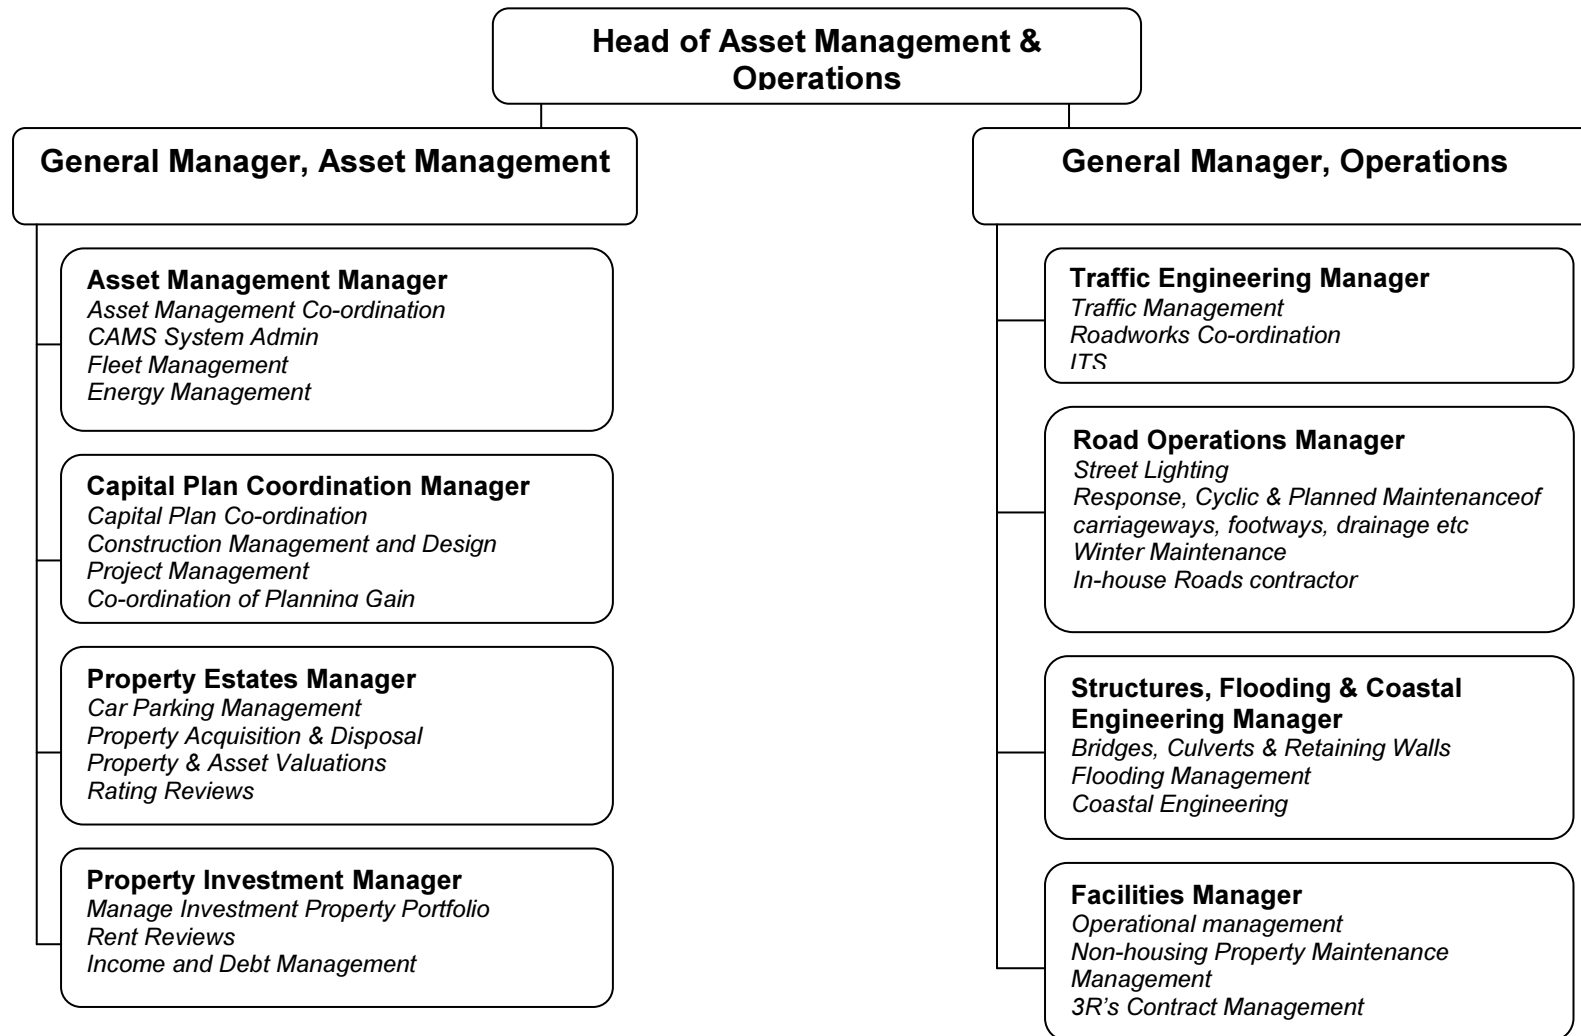 Head of Asset Management &
Operations
General Manager, Asset Management
Asset Management Manager
Asset Management Co-ordination
CAMS System Admin
Fleet Management
Energy Management
Capital Plan Coordination Manager
Capital Plan Co-ordination
Construction Management and Design
Project Management
Co-ordination of Planning Gain
Property Estates Manager
Car Parking Management
Property Acquisition & Disposal
Property & Asset Valuations
Rating Reviews
Property Investment Manager
Manage Investment Property Portfolio
Rent Reviews
Income and Debt Management
General Manager, Operations
Traffic Engineering Manager
Traffic Management
Roadworks Co-ordination
ITS
Road Operations Manager
Street Lighting
Response, Cyclic & Planned Maintenanceof
carriageways, footways, drainage etc
Winter Maintenance
In-house Roads contractor
Structures, Flooding & Coastal
Engineering Manager
Bridges, Culverts & Retaining Walls
Flooding Management
Coastal Engineering
Facilities Manager
Operational management
Non-housing Property Maintenance
Management
3R's Contract Management